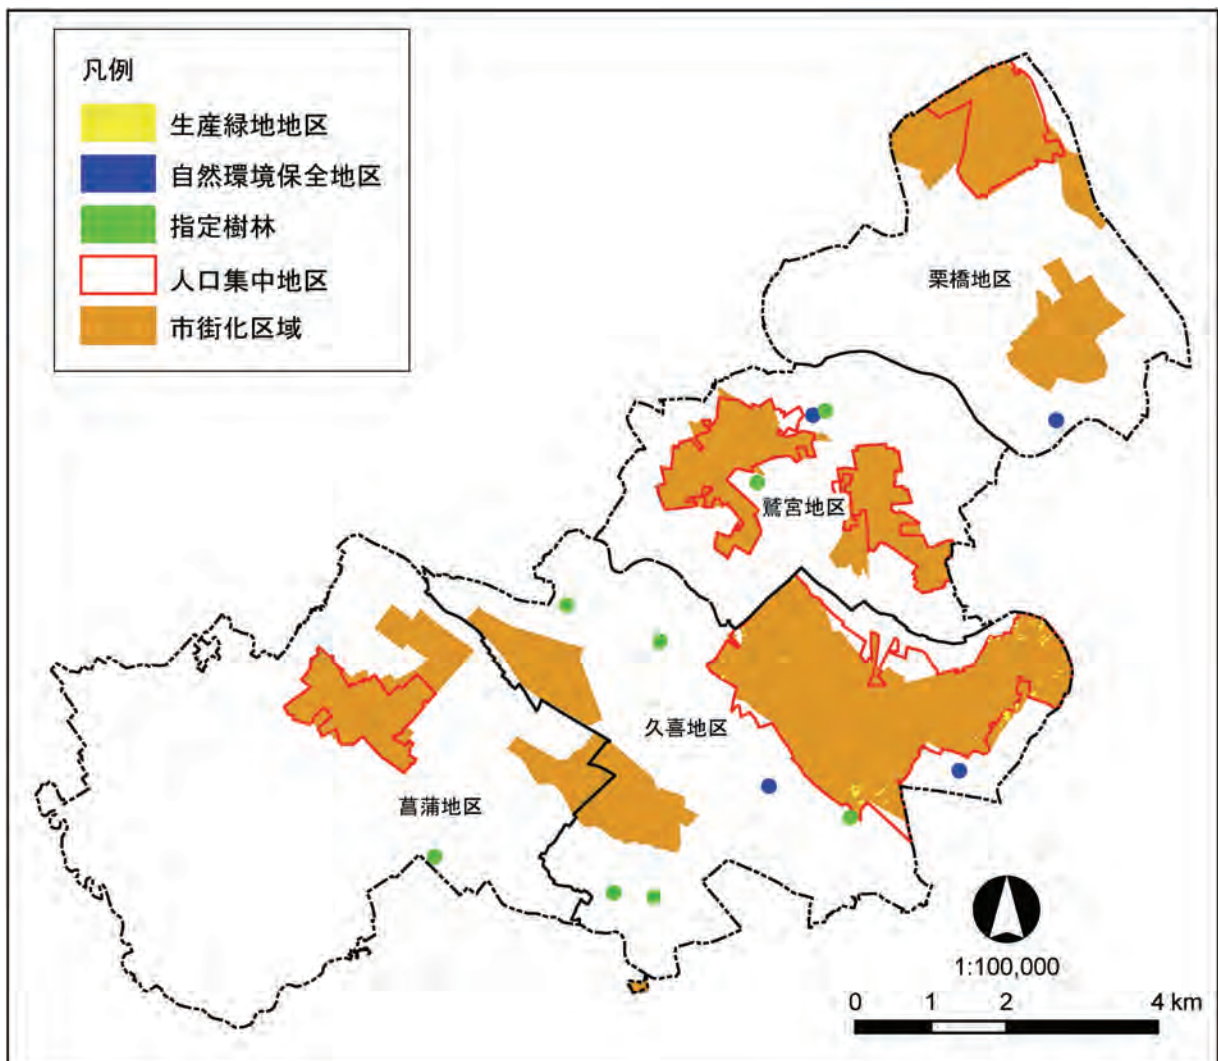 凡例
生産緑地地区
自然環境保全地区
指定樹林
人口集中地区
市街化区域
栗橋地区
鷲宮地区
久喜地区
菖蒲地区
1:100,000
0 1 2 4 km